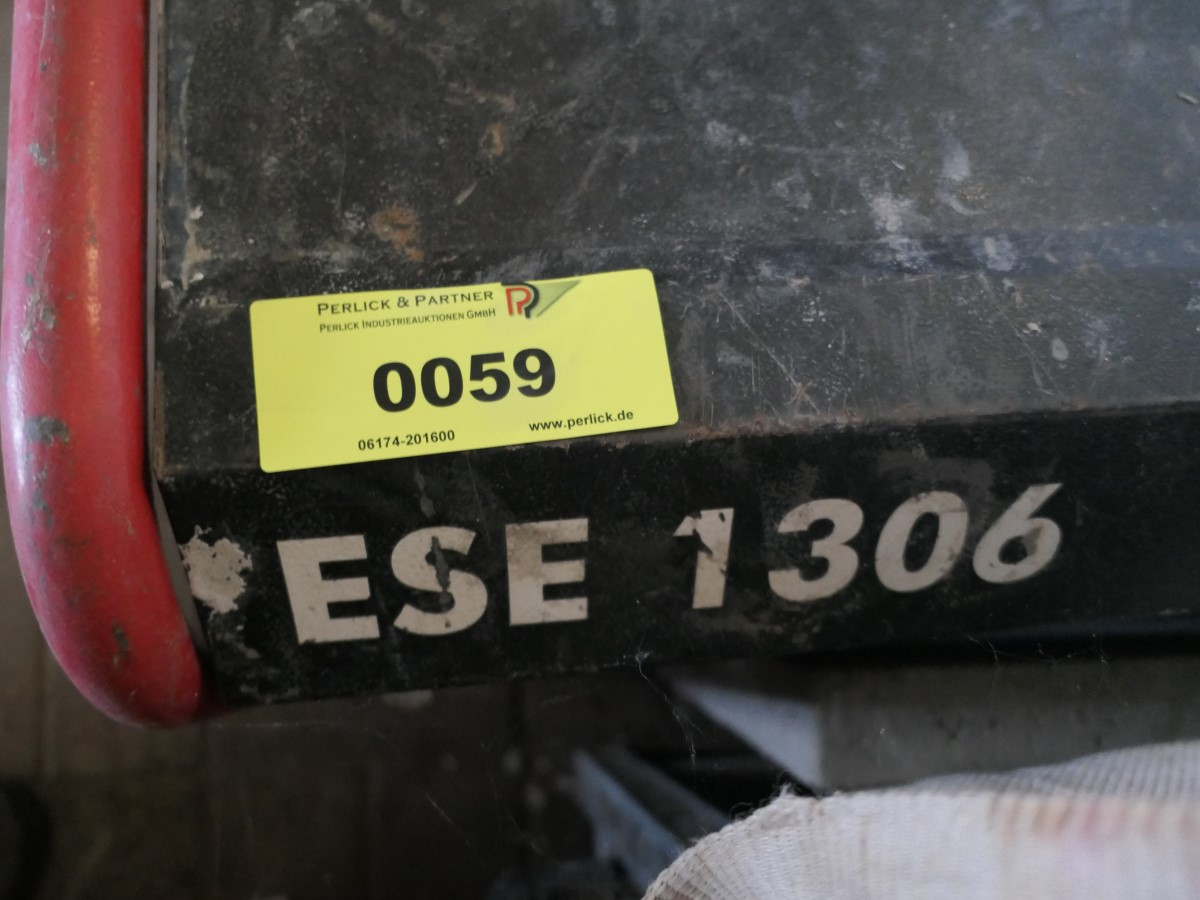 PERLICK & PARTNER
PERLICK INDUSTRIEAUKTIONEN GMBH
0059
06174-201600 www.perlick.de
ESE 1306